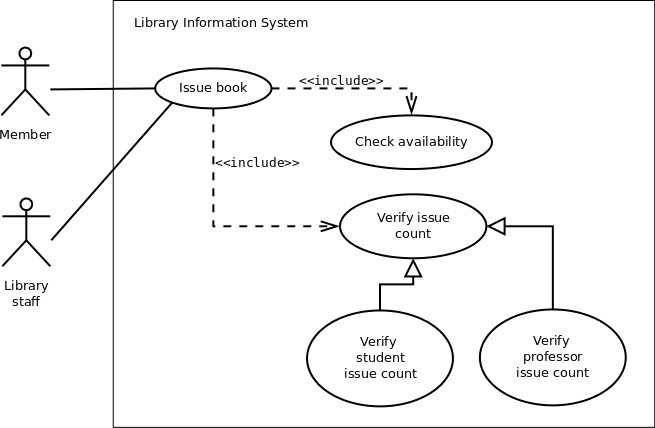 Library Information System
Issue book
<<include>>
Member
Check availability
<<include>>
Verify issue
count
Library
staff
Verify
student
issue count
Verify
professor
issue count